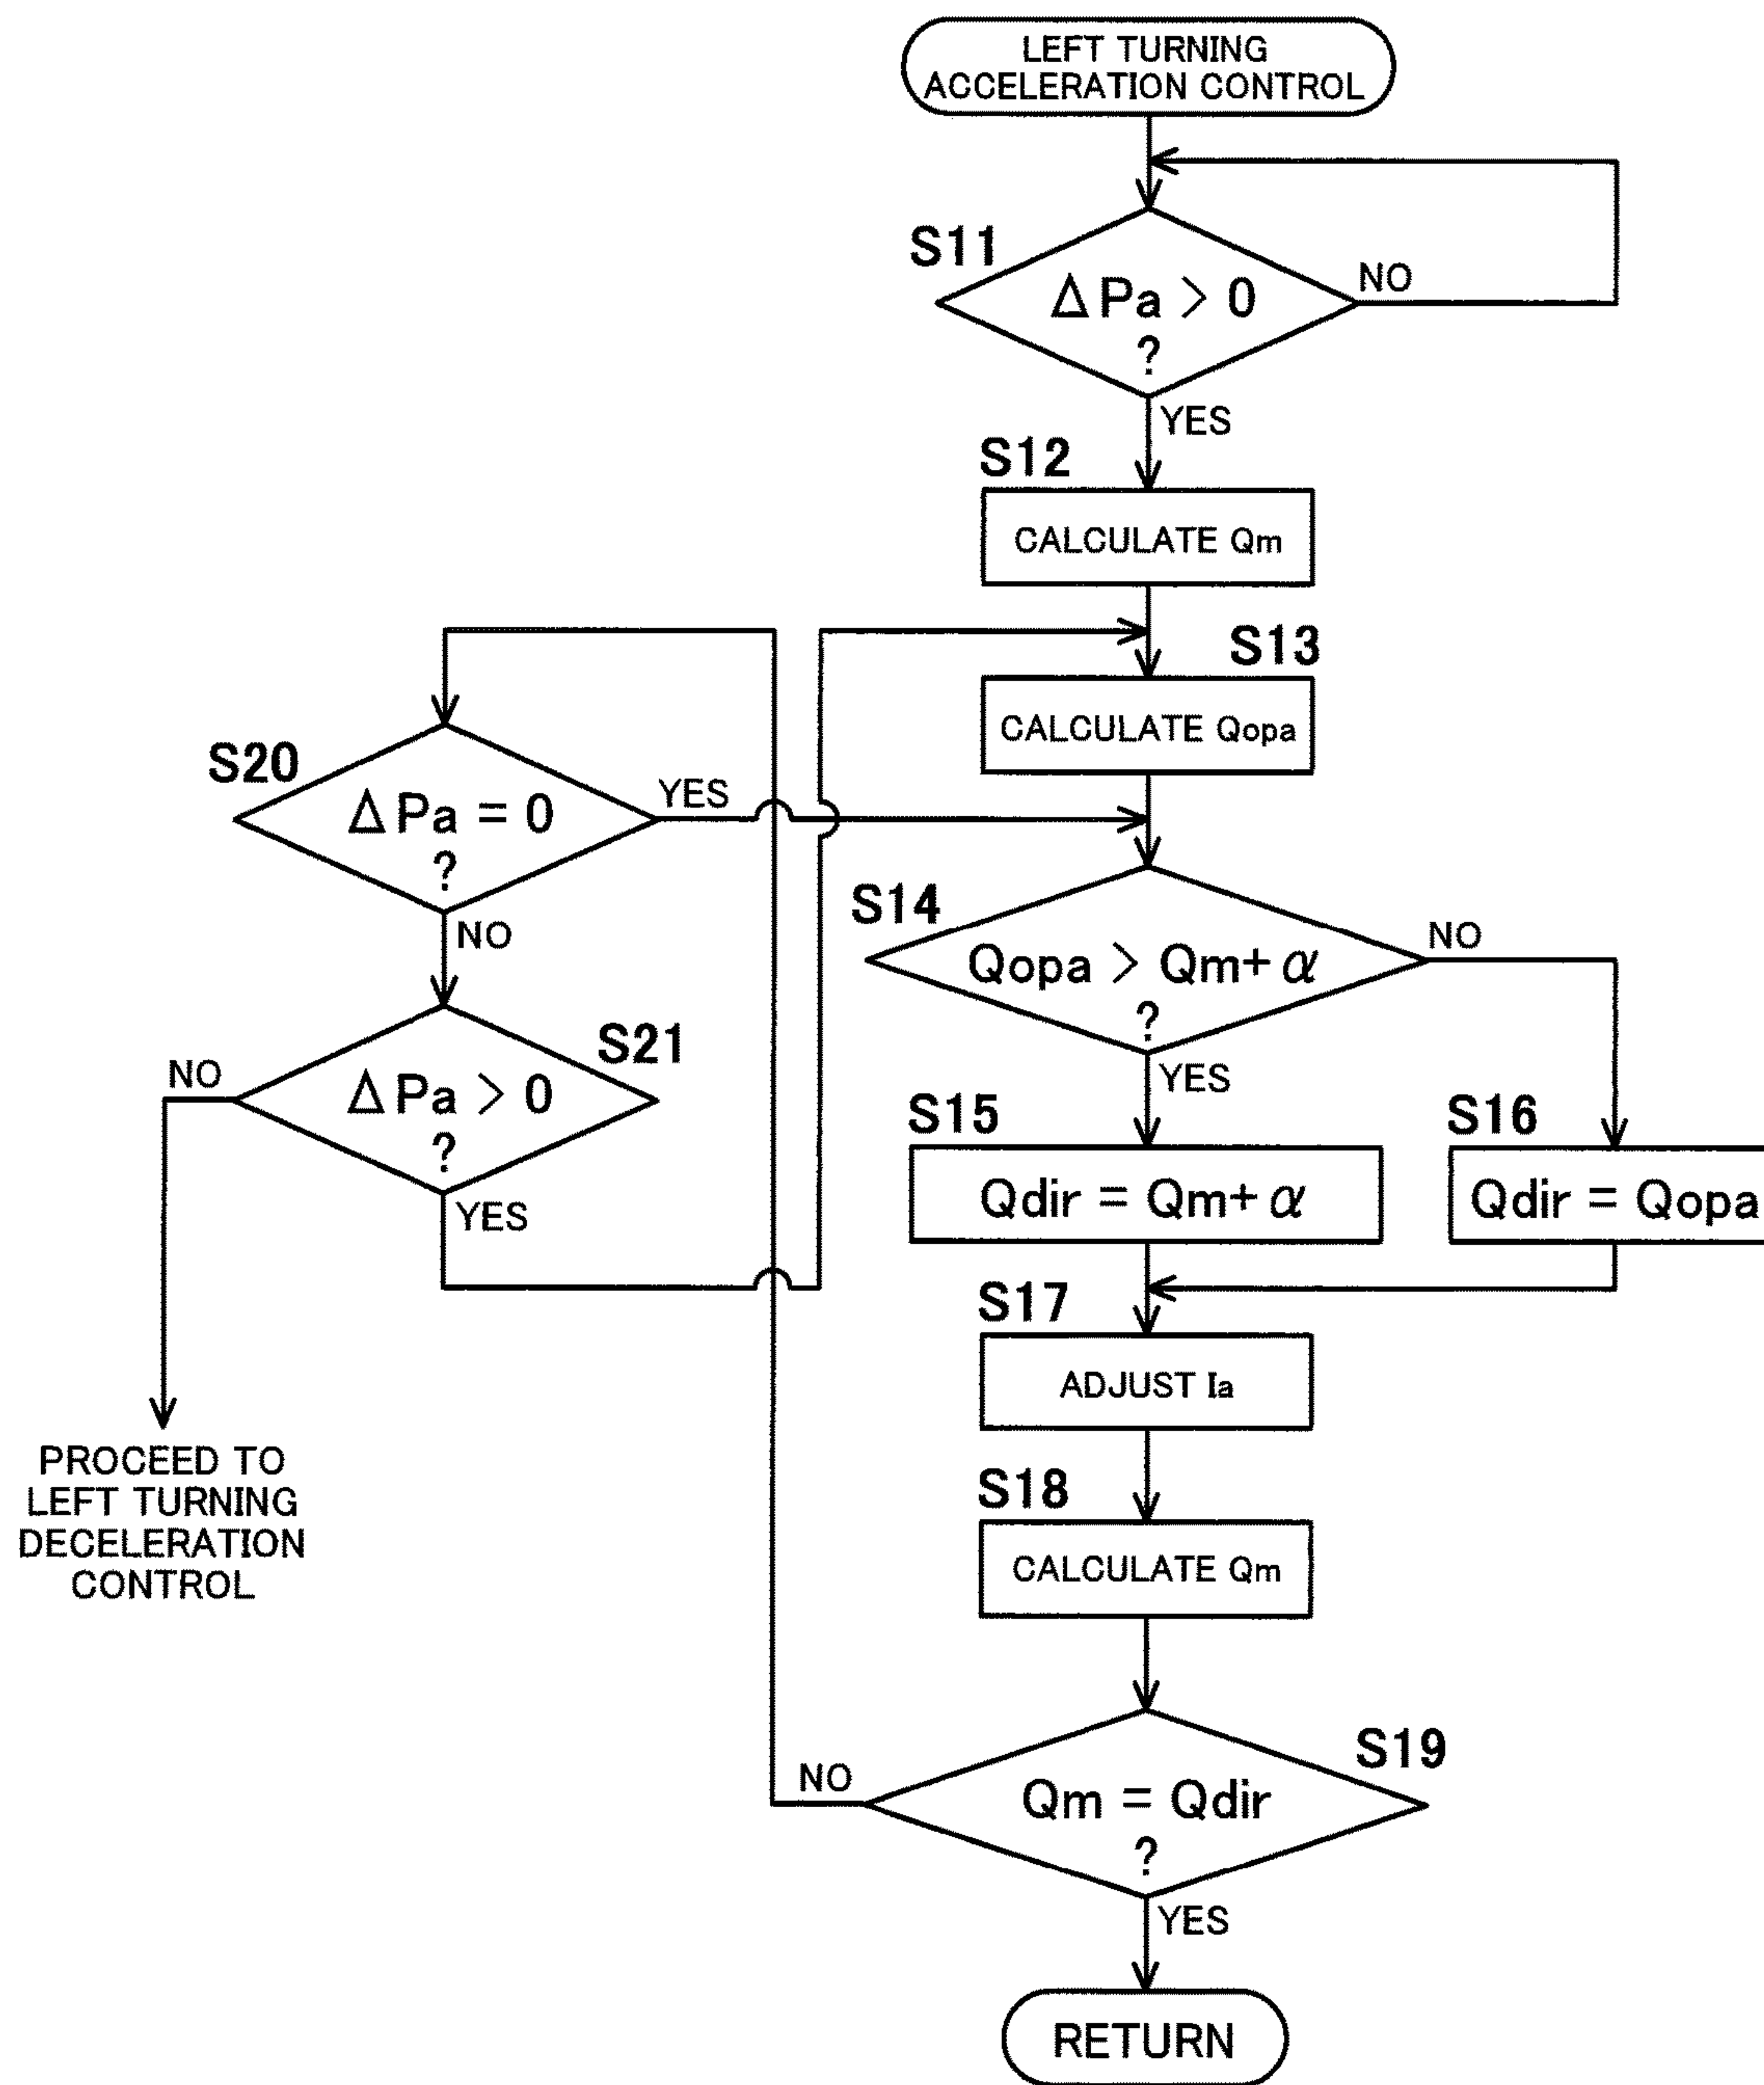 LEFT TURNING
ACCELERATION CONTROL
S11
ΔPa > 0
?
NO
YES
S12
CALCULATE Qm
S13
CALCULATE Qopa
S20
ΔPa = 0
?
YES
NO
S14
Qopa > Qm+α
?
NO
YES
S21
ΔPa > 0
?
NO
YES
S15
Qdir = Qm+α
S16
Qdir = Qopa
S17
ADJUST Ia
PROCEED TO
LEFT TURNING
DECELERATION
CONTROL
S18
CALCULATE Qm
S19
Qm = Qdir
?
NO
YES
RETURN